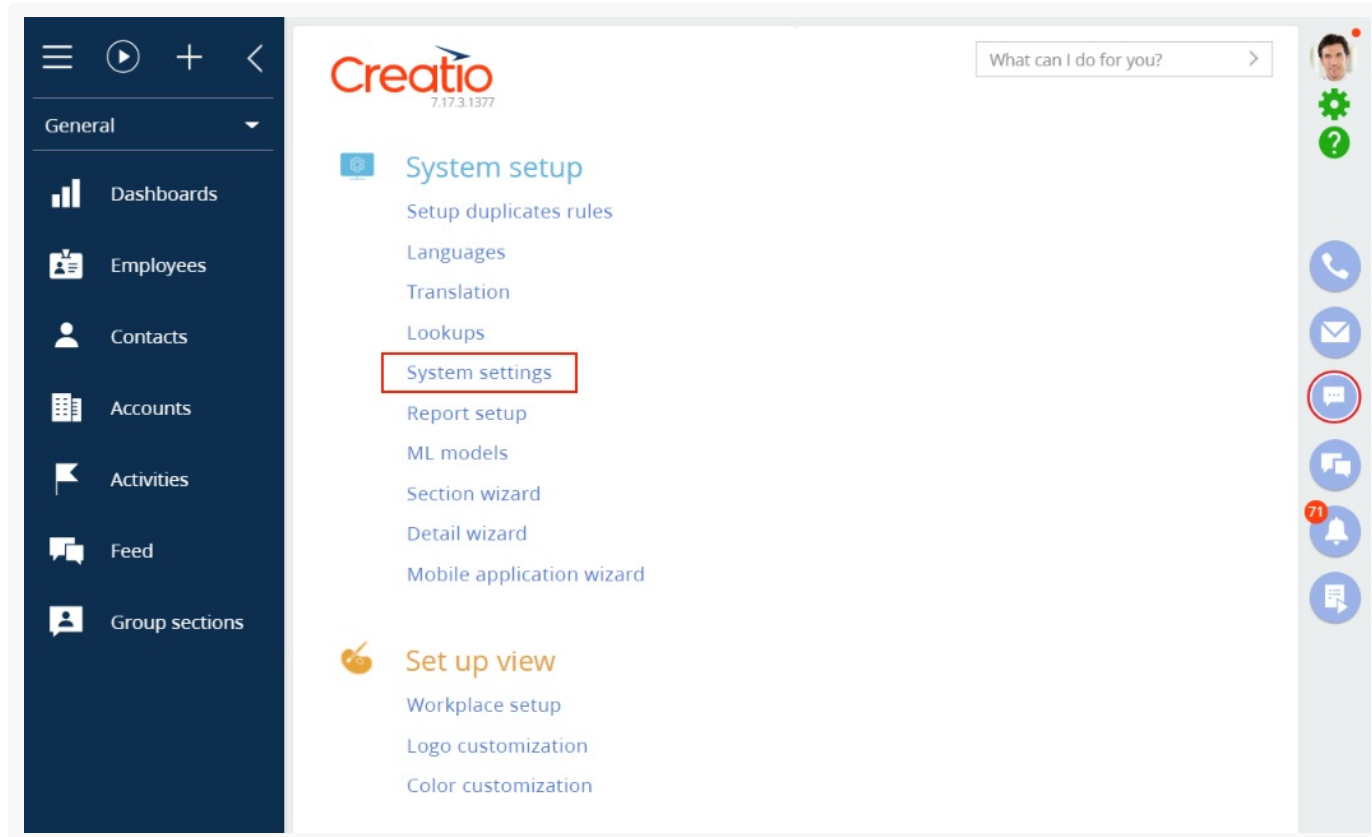 General
Dashboards
Employees
Contacts
Accounts
Activities
Feed
Group sections
Creatio
7.17.3.1377
What can I do for you?
System setup
Setup duplicates rules
Languages
Translation
Lookups
System settings
Report setup
ML models
Section wizard
Detail wizard
Mobile application wizard
Set up view
Workplace setup
Logo customization
Color customization
?
71